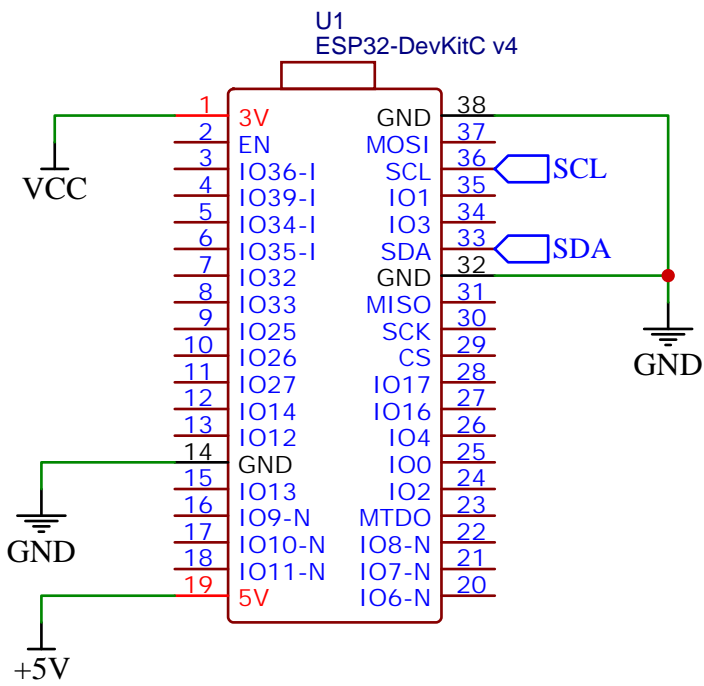 U1
ESP32-DevKitC v4
1 3V GND 38
2 EN MOSI 37
3 IO36-I SCL 36 SCL
4 IO39-I IO1 35
5 IO34-I IO3 34
6 IO35-I SDA 33 SDA
7 IO32 GND 32
8 IO33 MISO 31
9 IO25 SCK 30
10 IO26 CS 29
11 IO27 IO17 28
12 IO14 IO16 27
13 IO12 IO4 26
14 GND IO0 25
15 IO13 IO2 24
16 IO9-N MTDO 23
17 IO10-N IO8-N 22
18 IO11-N IO7-N 21
19 5V IO6-N 20
VCC
GND
GND
+5V